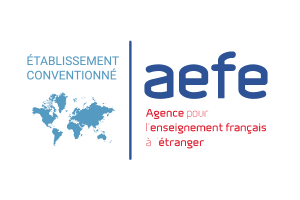 ÉTABLISSEMENT
CONVENTIONNÉ
aefe
Agence pour
l'enseignement français
à étranger